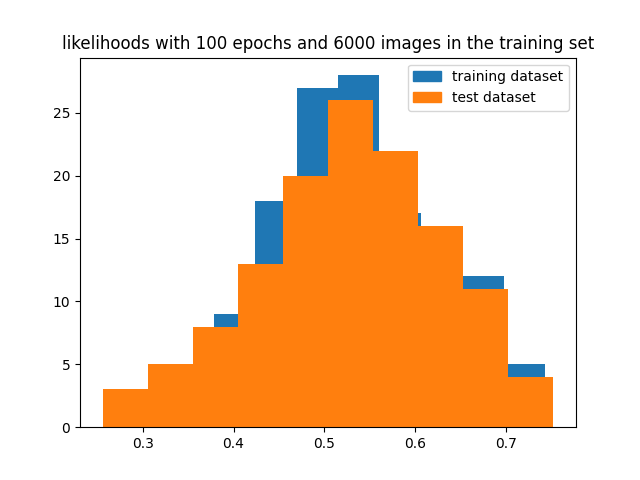 likelihoods with 100 epochs and 6000 images in the training set
training dataset
test dataset
25
20
15
10
5
0
0.3 0.4 0.5 0.6 0.7